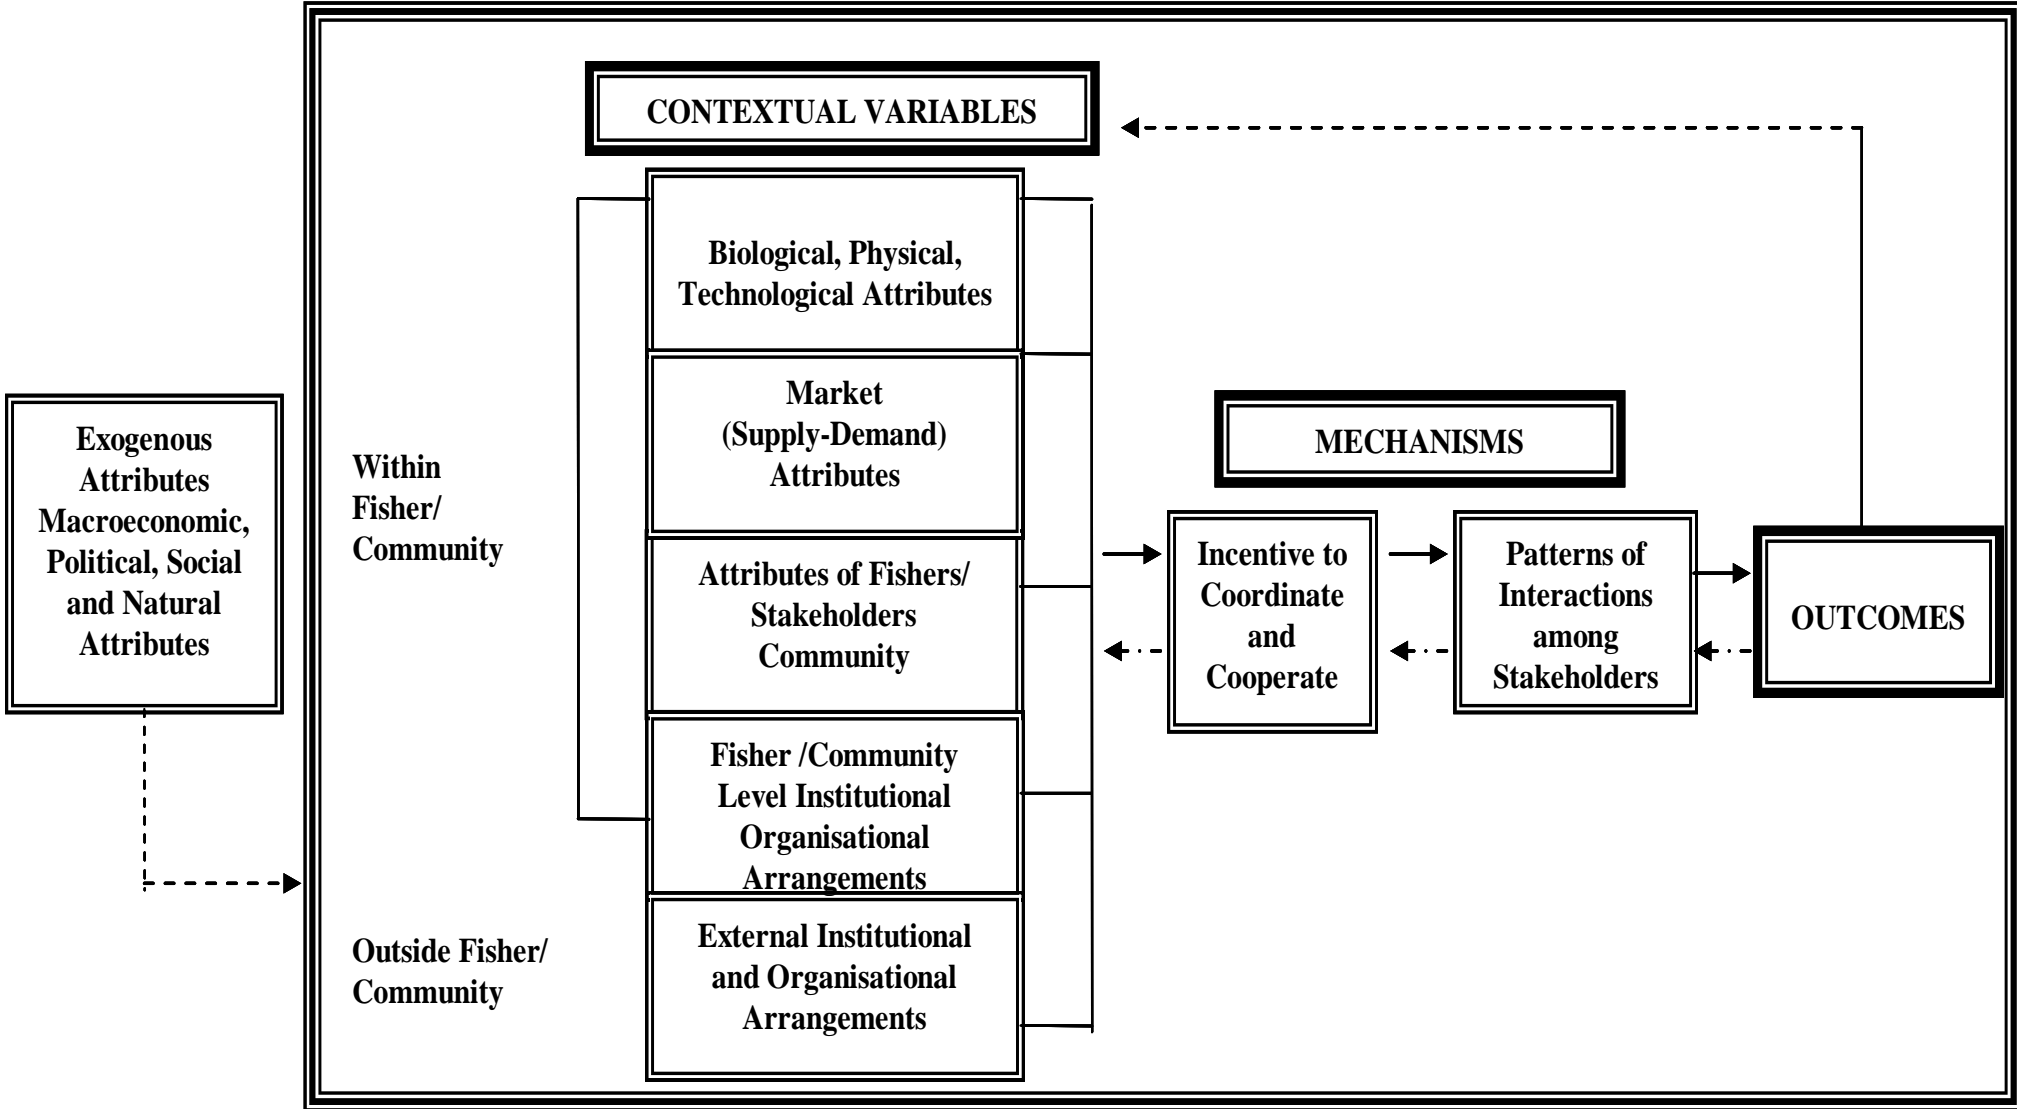 CONTEXTUAL VARIABLES
Biological, Physical,
Technological Attributes
Market
(Supply-Demand)
Attributes
Exogenous
Attributes
Macroeconomic,
Political, Social
and Natural
Attributes
Within
Fisher/
Community
MECHANISMS
Attributes of Fishers/
Stakeholders
Community
Incentive to
Coordinate
and
Cooperate
Patterns of
Interactions
among
Stakeholders
OUTCOMES
Fisher /Community
Level Institutional
Organisational
Arrangements
Outside Fisher/
Community
External Institutional
and Organisational
Arrangements